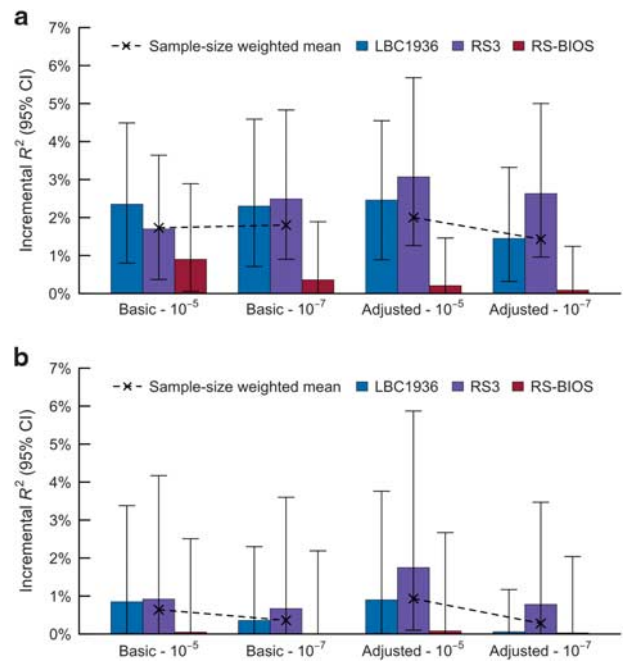 a
7%
Sample-size weighted mean LBC1936 RS3 RS-BIOS
6%
5%
4%
3%
2%
1%
0%
Incremental R² (95% CI)
Basic - 10⁻⁵ Basic - 10⁻⁷ Adjusted - 10⁻⁵ Adjusted - 10⁻⁷
b
7%
Sample-size weighted mean LBC1936 RS3 RS-BIOS
6%
5%
4%
3%
2%
1%
0%
Incremental R² (95% CI)
Basic - 10⁻⁵ Basic - 10⁻⁷ Adjusted - 10⁻⁵ Adjusted - 10⁻⁷